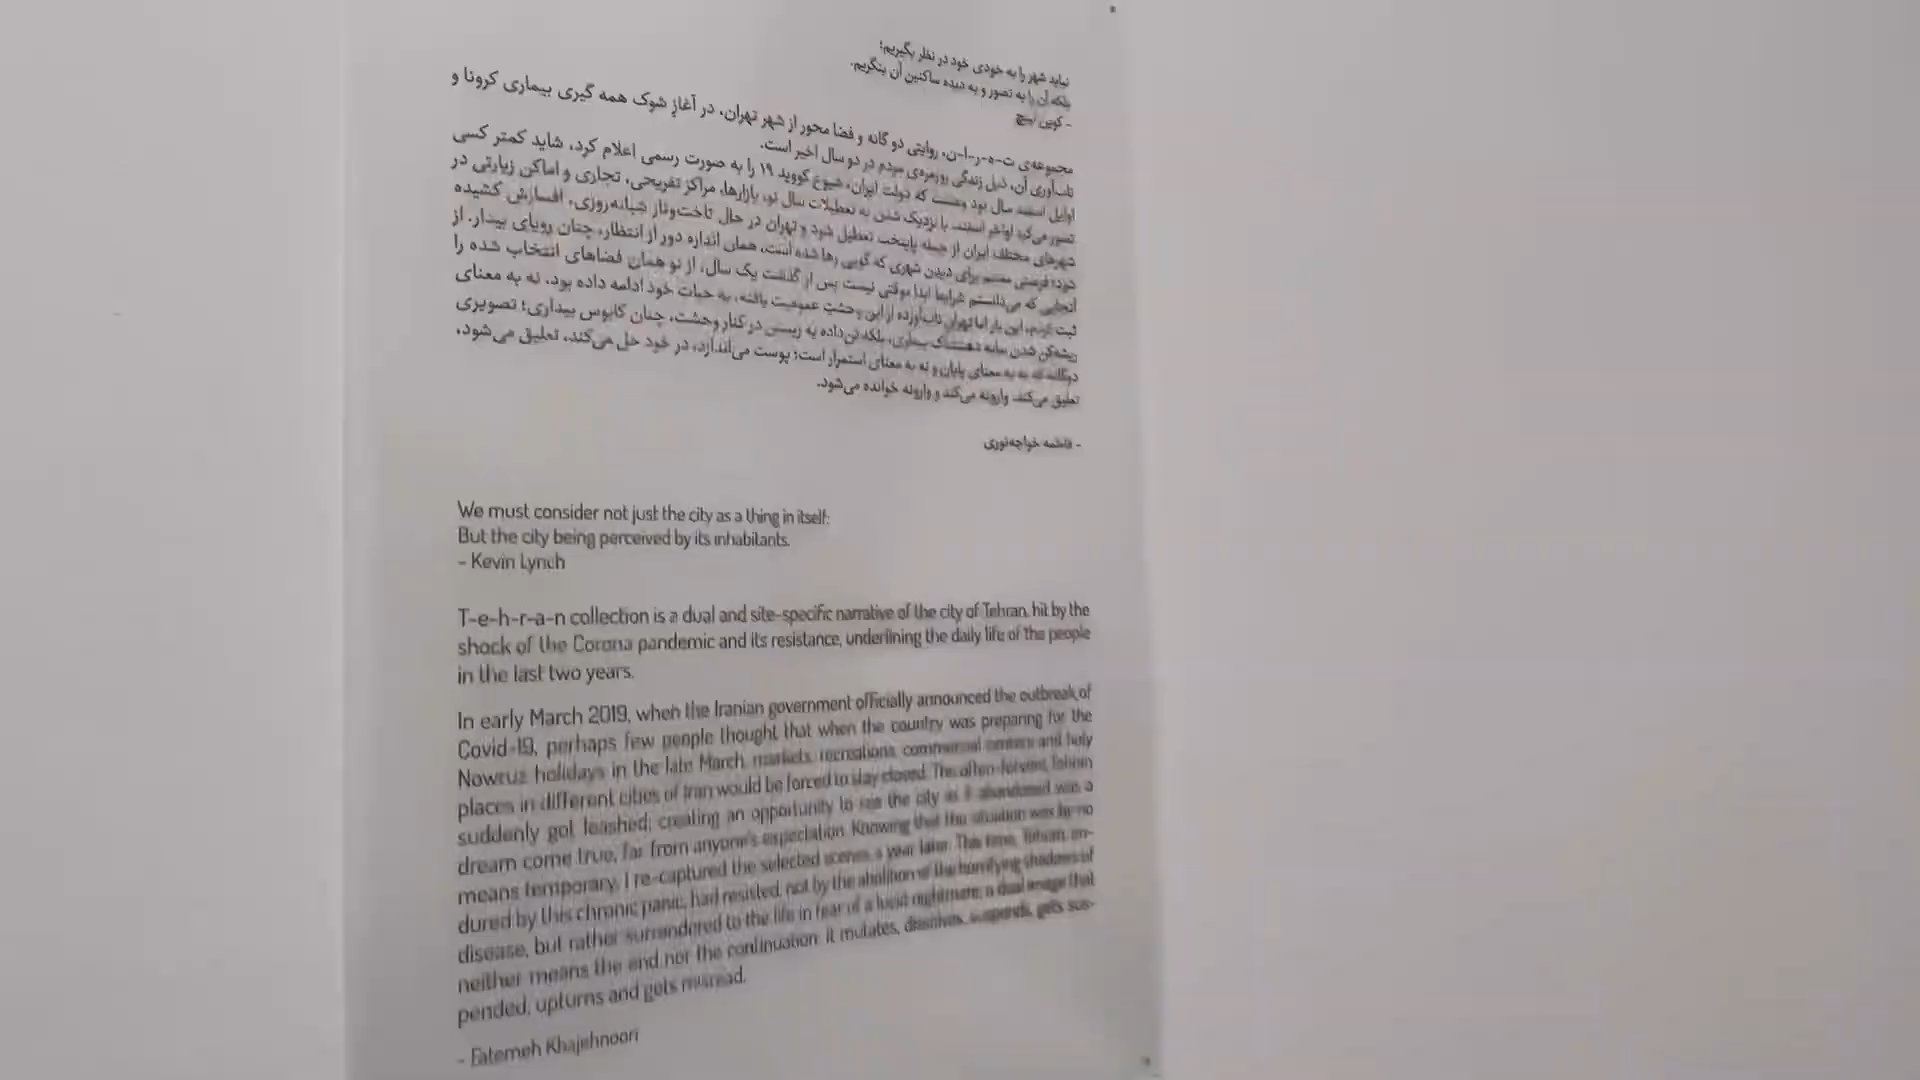 نباید شهر را به خودی خود در نظر بگیریم؛
بلکه آن را به تصور و به دیده ساکنین آن بنگریم.
- کوین لینچ
مجموعه‌ی ت-ه-ر-ا-ن، روایتی دو گانه و فضا محور از شهر تهران، در آغازِ شوک همه گیری بیماری کرونا و
تاب‌آوری آن، ذیل زندگی روزمره‌ی مردم در دو سال اخیر است.
اوایل اسفند سال بود که دولت ایران، شیوع کووید ۱۹ را به صورت رسمی اعلام کرد، شاید کمتر کسی
تصور می‌کرد اواخر اسفند، با نزدیک شدن به تعطیلات سال نو، بازارها، مراکز تفریحی، تجاری و اماکن زیارتی در
شهرهای مختلف ایران از جمله پایتخت تعطیل شود و تهران در حال تاخت‌وتاز شبانه‌روزی، افسارش کشیده
شود؛ فرصتی برای دیدن شهری که گویی رها شده است، همان اندازه دور از انتظار، چنان رویای بیدار. از
آنجایی که می‌دانستم شرایط ابدا موقتی نیست پس از گذشت یک سال، از نو همان فضاهای انتخاب شده را
ثبت کردم، این بار اما تهران تاب‌آورده از این وحشتِ عمومیت یافته، به حیات خود ادامه داده بود، نه به معنای
ریشه‌کن شدن سایه بیماری، بلکه تن‌داده به زیستن در کنار وحشت، چنان کابوس بیداری؛ تصویری
دوگانه که نه به معنای پایان و نه به معنای استمرار است؛ پوست می‌اندازد، در خود حل می‌کند، تعلیق می‌شود،
تعلیق می‌کند، وارونه می‌کند و وارونه خوانده می‌شود.
- فاطمه خواجه‌نوری
We must consider not just the city as a thing in itself;
But the city being perceived by its inhabitants.
- Kevin Lynch
T-e-h-r-a-n collection is a dual and site-specific narrative of the city of Tehran, hit by the
shock of the Corona pandemic and its resistance, underlining the daily life of the people
in the last two years.
In early March 2019, when the Iranian government officially announced the outbreak of
Covid-19, perhaps few people thought that when the country was preparing for the
Nowruz holidays in the late March, markets, recreations, commercial centers and holy
places in different cities of Iran would be forced to stay closed. The often-fervent Tehran
suddenly got leashed; creating an opportunity to see the city as if abandoned was a
dream come true, far from anyone's expectation. Knowing that the situation was by no
means temporary, I re-captured the selected scenes, a year later. This time, Tehran, en-
dured by this chronic panic, had resisted, not by the abolition of the horrifying shadows of
disease, but rather surrandered to the life in fear of a lucid nightmare; a dual image that
neither means the end nor the continuation: it mutates, dissolves, suspends, gets sus-
pended, upturns and gets misread.
- Fatemeh Khajehnoori